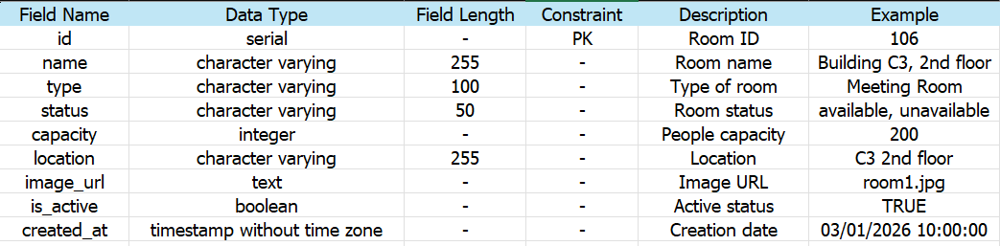 Field Name Data Type Field Length Constraint Description Example
id serial - PK Room ID 106
name character varying 255 - Room name Building C3, 2nd floor
type character varying 100 - Type of room Meeting Room
status character varying 50 - Room status available, unavailable
capacity integer - - People capacity 200
location character varying 255 - Location C3 2nd floor
image_url text - - Image URL room1.jpg
is_active boolean - - Active status TRUE
created_at timestamp without time zone - - Creation date 03/01/2026 10:00:00